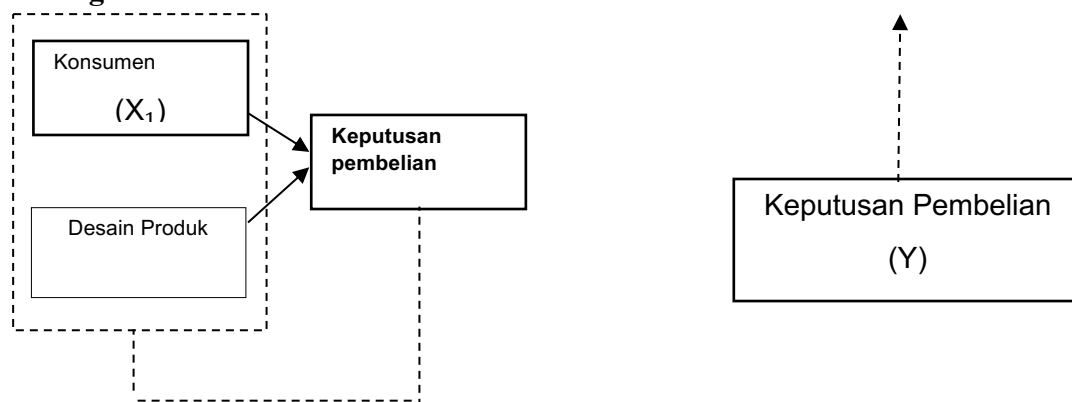 Konsumen
(X₁)
Keputusan
pembelian
Desain Produk
Keputusan Pembelian
(Y)